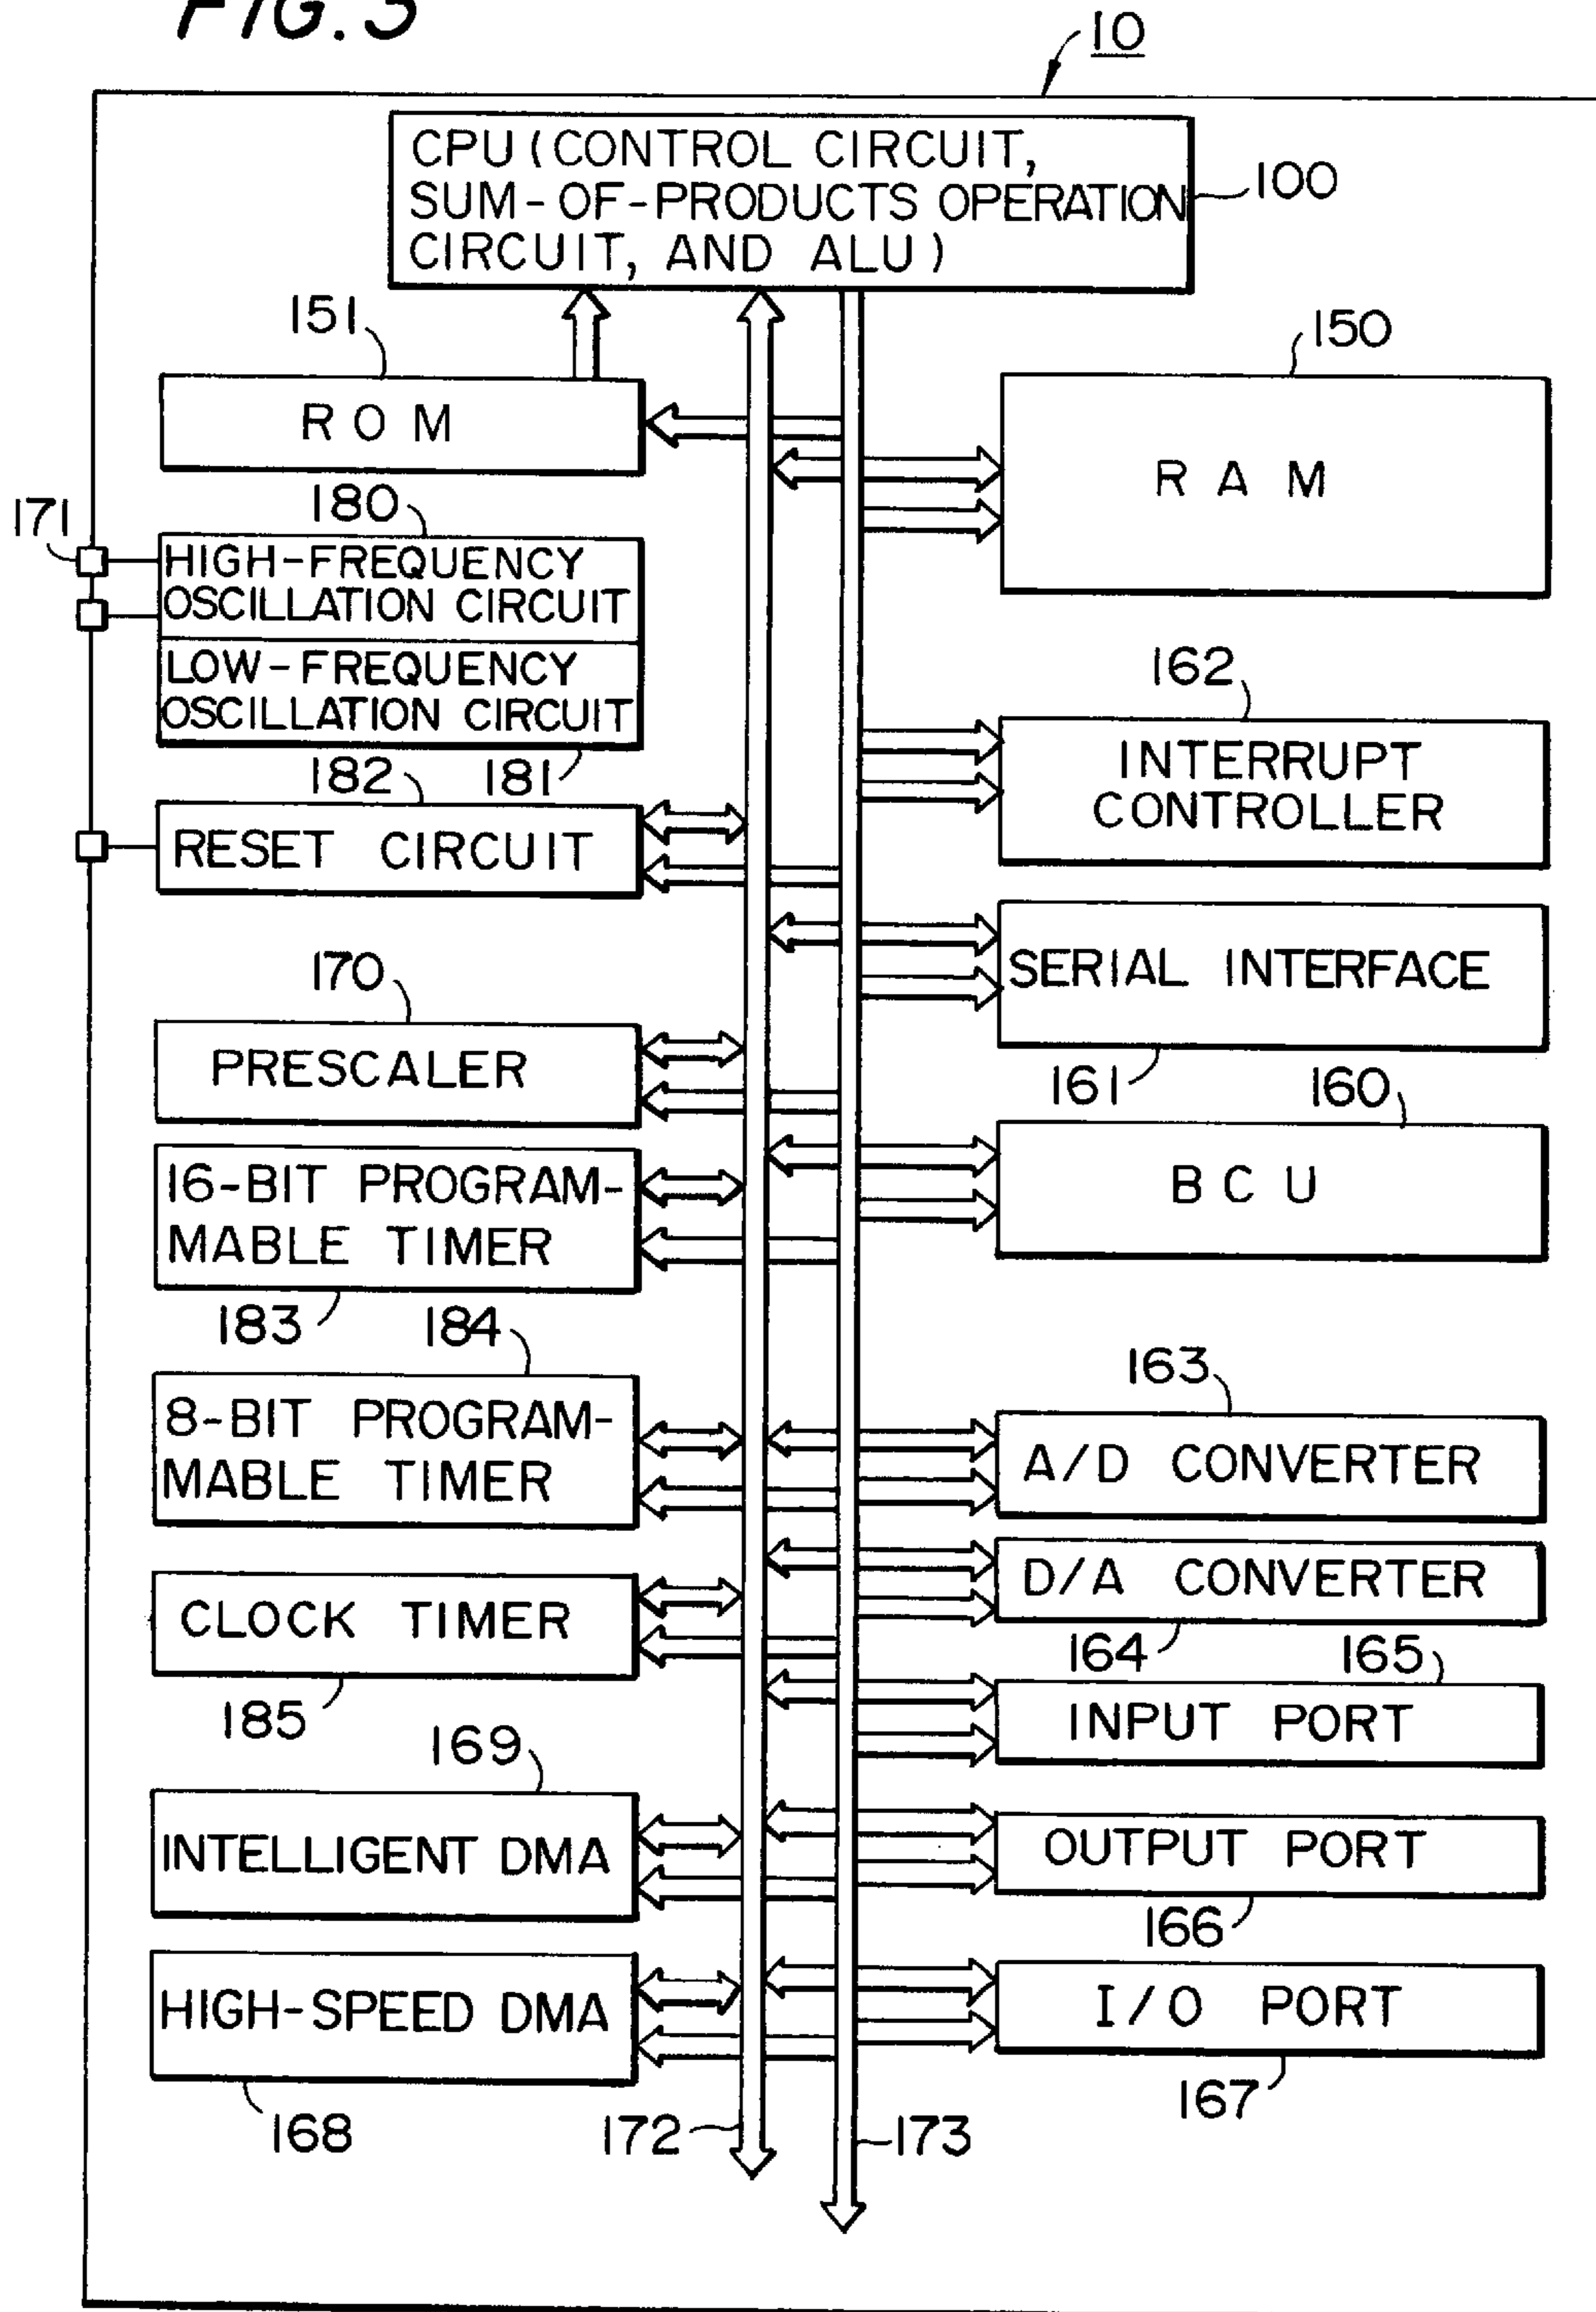 FIG. 3
10
CPU (CONTROL CIRCUIT,
SUM-OF-PRODUCTS OPERATION
CIRCUIT, AND ALU)
100
151
ROM
150
RAM
171
180
HIGH-FREQUENCY
OSCILLATION CIRCUIT
LOW-FREQUENCY
OSCILLATION CIRCUIT
181
162
INTERRUPT
CONTROLLER
182
RESET CIRCUIT
SERIAL INTERFACE
161
170
PRESCALER
160
BCU
16-BIT PROGRAM-
MABLE TIMER
183
184
8-BIT PROGRAM-
MABLE TIMER
163
A/D CONVERTER
D/A CONVERTER
164
CLOCK TIMER
185
165
INPUT PORT
169
INTELLIGENT DMA
OUTPUT PORT
166
HIGH-SPEED DMA
168
I/O PORT
167
172
173